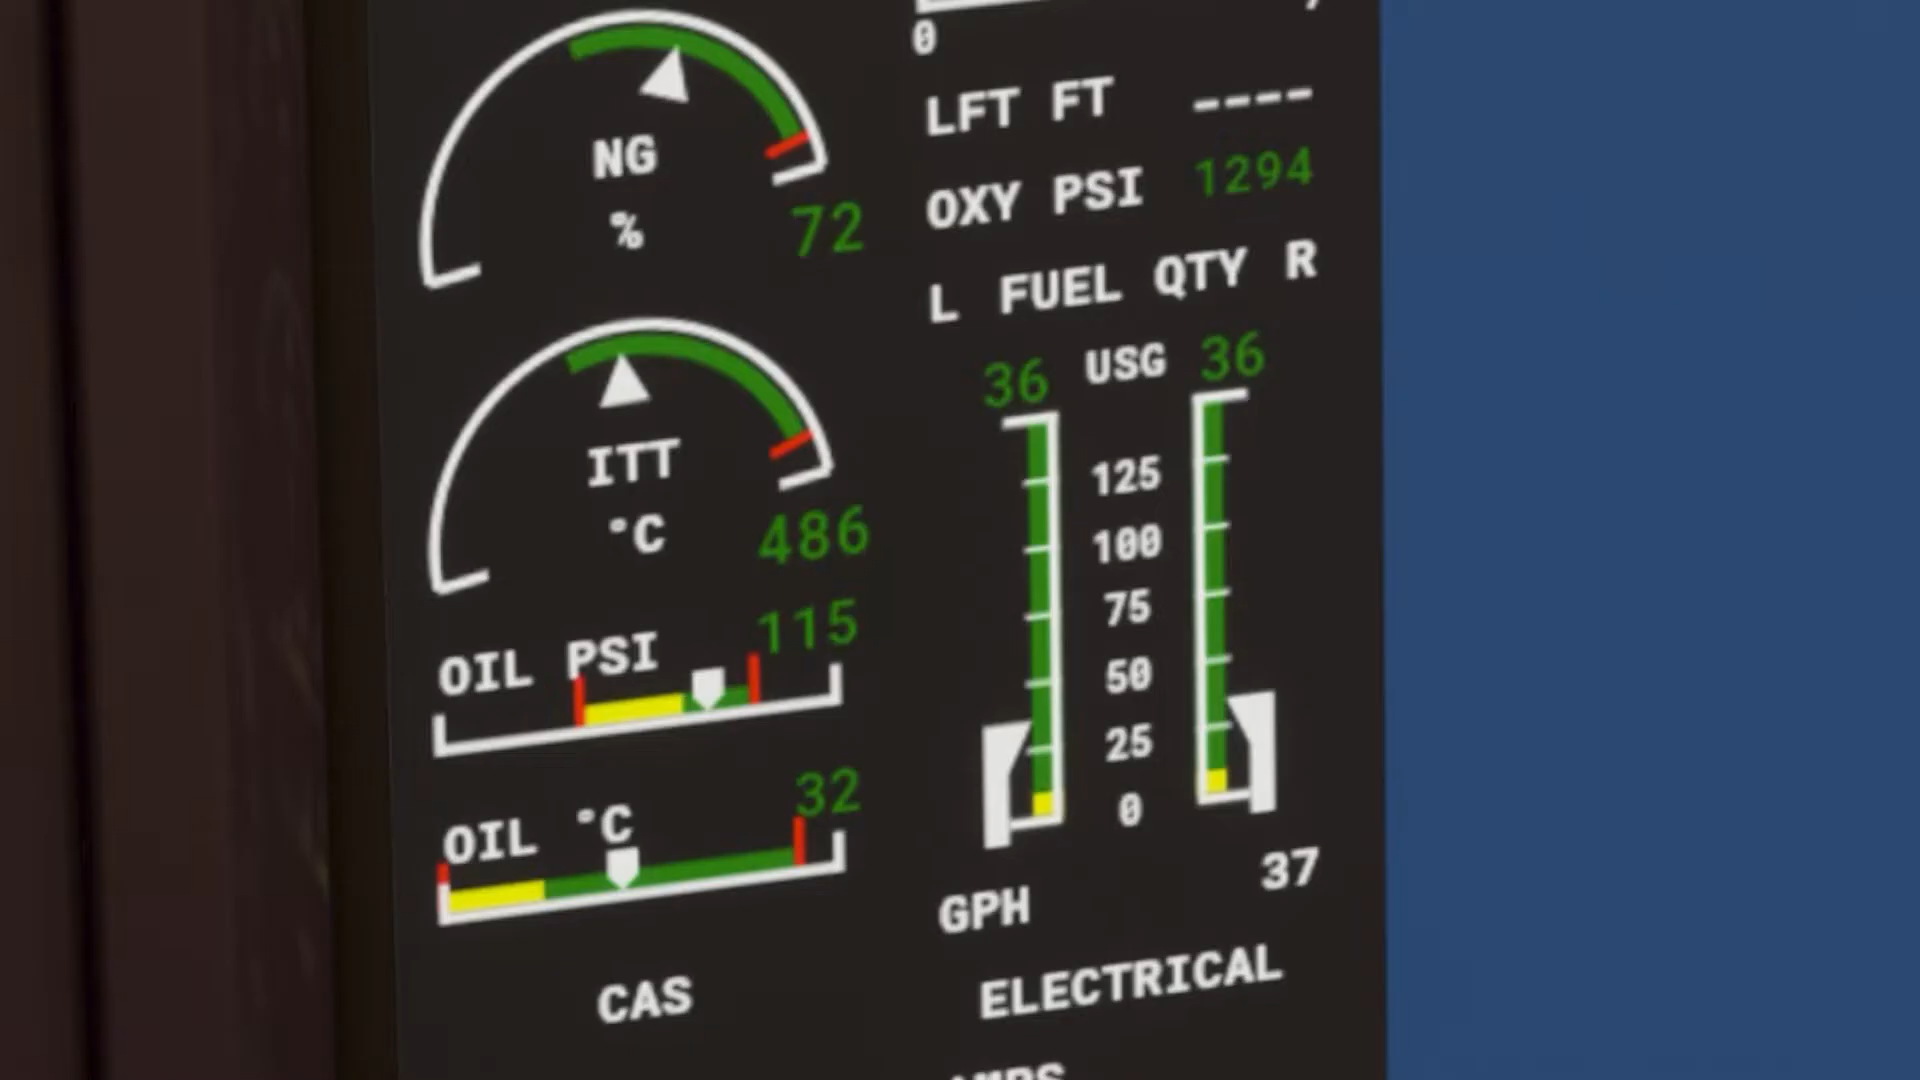 NG
%
72
ITT
°C
486
OIL PSI
115
OIL °C
32
CAS
0
LFT FT ----
OXY PSI 1294
L FUEL QTY R
36 USG 36
125
100
75
50
25
0
GPH 37
ELECTRICAL